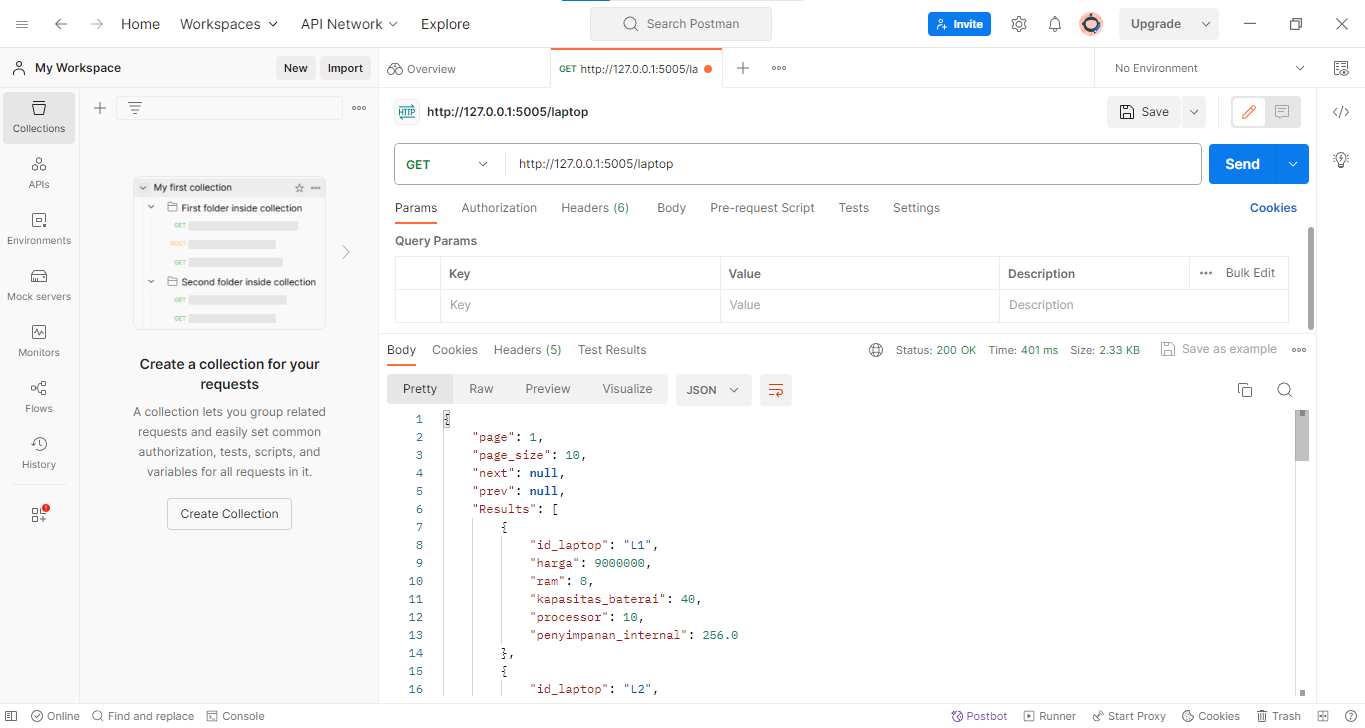 Home Workspaces API Network Explore Search Postman Invite Upgrade
My Workspace New Import Overview GET http://127.0.0.1:5005/la No Environment
Collections
APIs
Environments
Mock servers
Monitors
Flows
History
My first collection
First folder inside collection
GET
POST
GET
Second folder inside collection
GET
GET
Create a collection for your
requests
A collection lets you group related
requests and easily set common
authorization, tests, scripts, and
variables for all requests in it.
Create Collection
HTTP http://127.0.0.1:5005/laptop Save
GET http://127.0.0.1:5005/laptop Send
Params Authorization Headers (6) Body Pre-request Script Tests Settings Cookies
Query Params
Key Value Description Bulk Edit
Key Value Description
Body Cookies Headers (5) Test Results Status: 200 OK Time: 401 ms Size: 2.33 KB Save as example
Pretty Raw Preview Visualize JSON
1 {
2 "page": 1,
3 "page_size": 10,
4 "next": null,
5 "prev": null,
6 "Results": [
7 {
8 "id_laptop": "L1",
9 "harga": 9000000,
10 "ram": 8,
11 "kapasitas_baterai": 40,
12 "processor": 10,
13 "penyimpanan_internal": 256.0
14 },
15 {
16 "id_laptop": "L2",
Online Find and replace Console Postbot Runner Start Proxy Cookies Trash